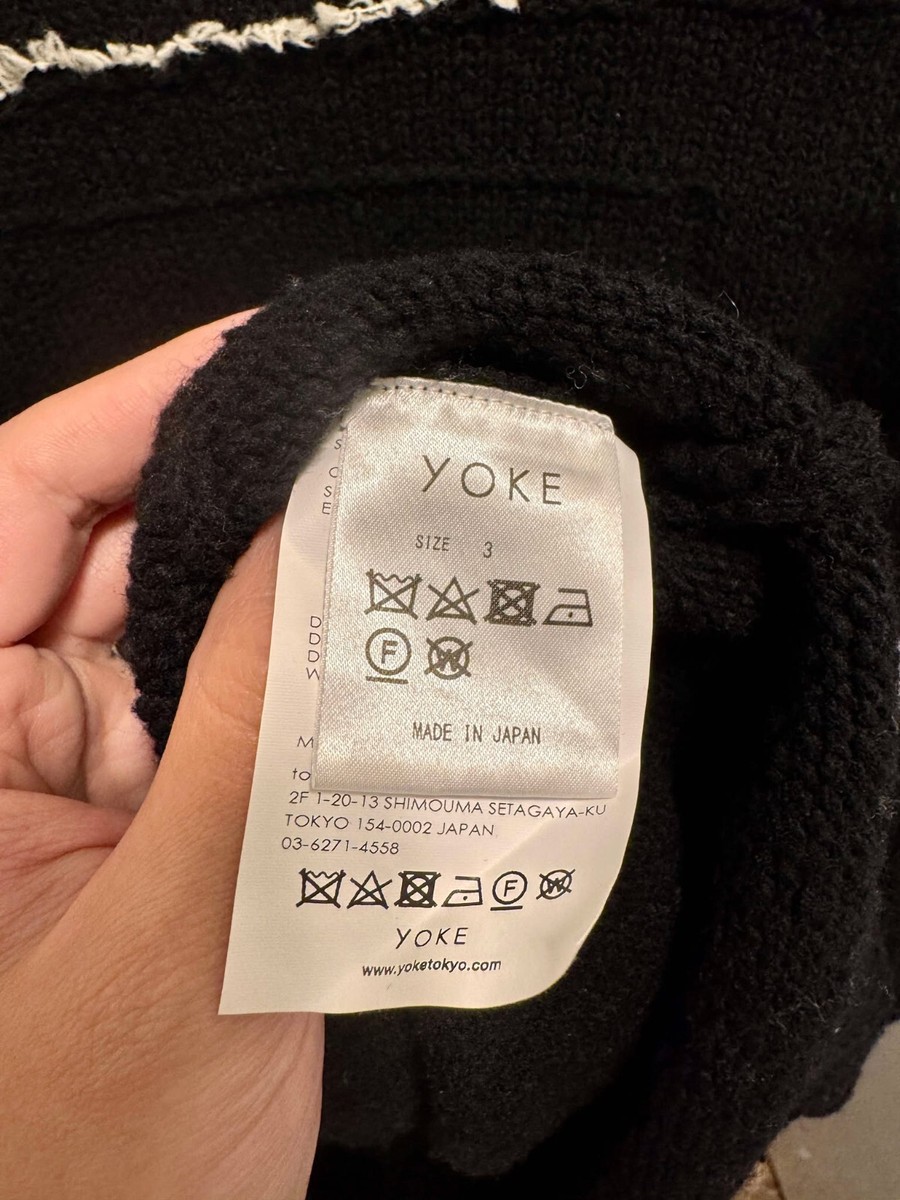 YOKE
SIZE 3
F W
MADE IN JAPAN
2F 1-20-13 SHIMOUMA SETAGAYA-KU
TOKYO 154-0002 JAPAN
03-6271-4558
F W
YOKE
www.yoketokyo.com